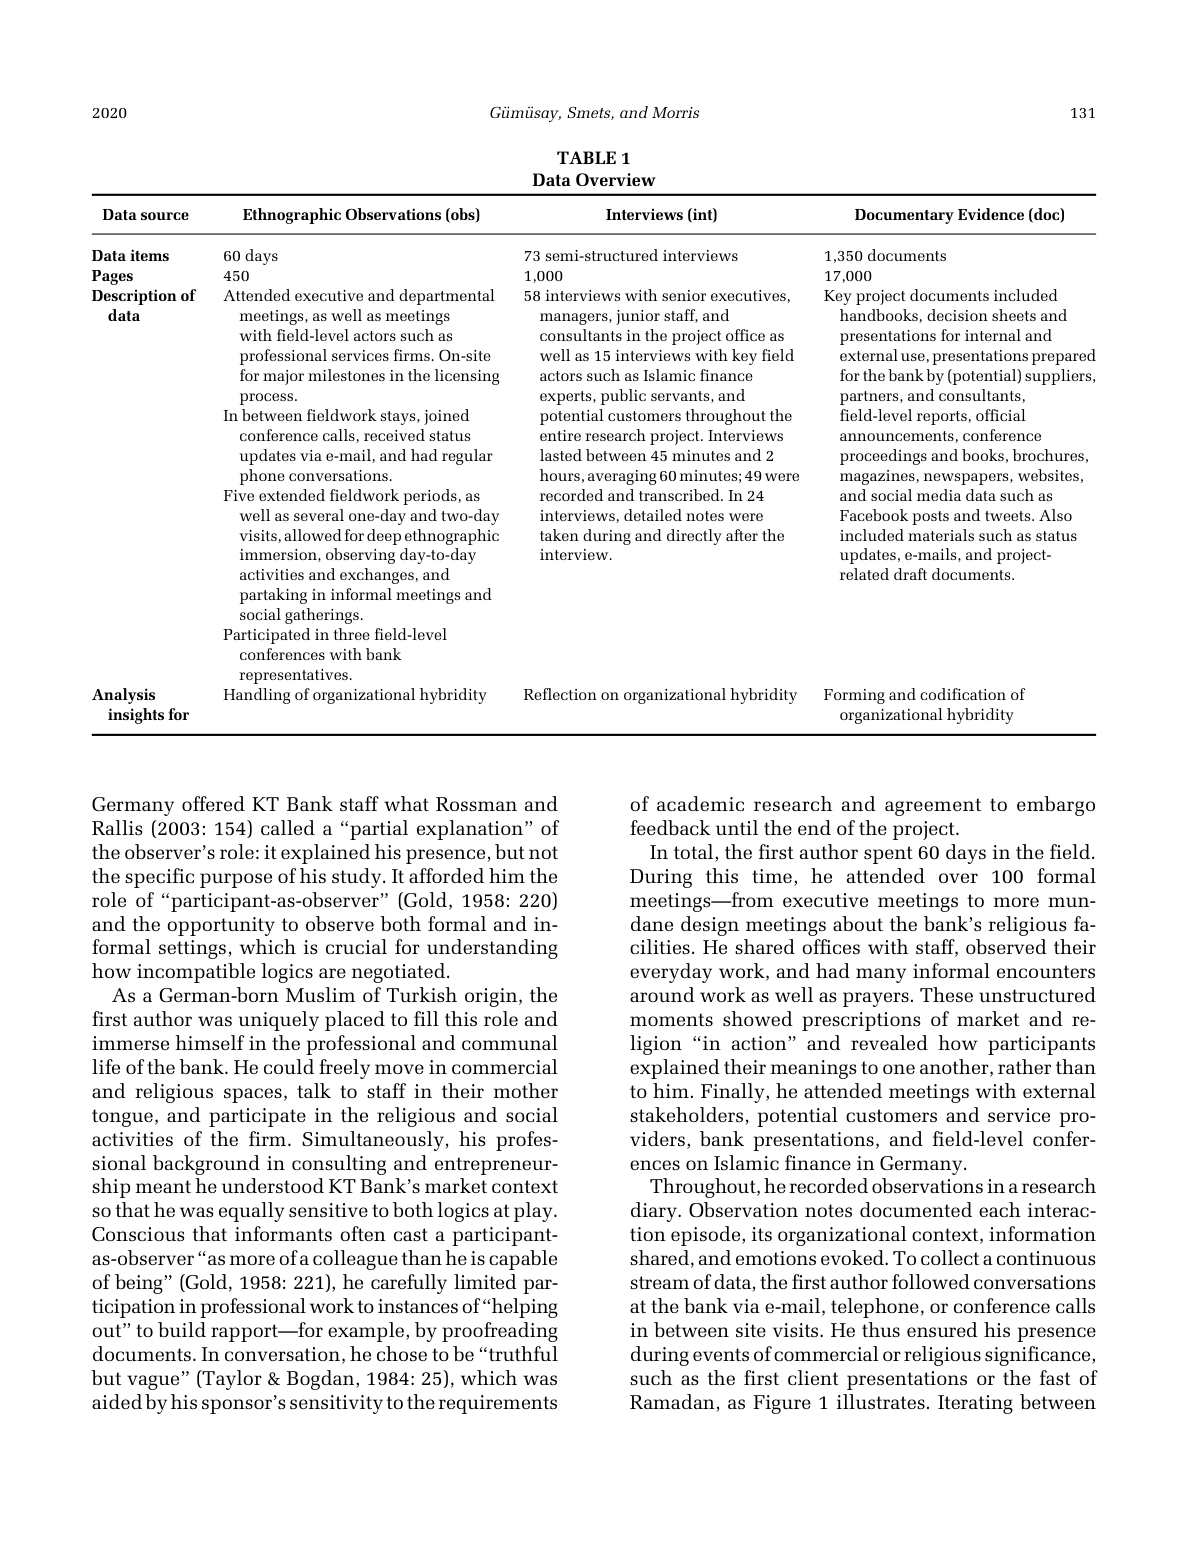 2020
Gümüsay, Smets, and Morris
131
TABLE 1
Data Overview
Data source
Ethnographic Observations (obs)
Interviews (int)
Documentary Evidence (doc)
Data items
60 days
73 semi-structured interviews
1,350 documents
Pages
450
1,000
17,000
Description of
data
Attended executive and departmental
meetings, as well as meetings
with field-level actors such as
professional services firms. On-site
for major milestones in the licensing
process.
In between fieldwork stays, joined
conference calls, received status
updates via e-mail, and had regular
phone conversations.
Five extended fieldwork periods, as
well as several one-day and two-day
visits, allowed for deep ethnographic
immersion, observing day-to-day
activities and exchanges, and
partaking in informal meetings and
social gatherings.
Participated in three field-level
conferences with bank
representatives.
58 interviews with senior executives,
managers, junior staff, and
consultants in the project office as
well as 15 interviews with key field
actors such as Islamic finance
experts, public servants, and
potential customers throughout the
entire research project. Interviews
lasted between 45 minutes and 2
hours, averaging 60 minutes; 49 were
recorded and transcribed. In 24
interviews, detailed notes were
taken during and directly after the
interview.
Key project documents included
handbooks, decision sheets and
presentations for internal and
external use, presentations prepared
for the bank by (potential) suppliers,
partners, and consultants,
field-level reports, official
announcements, conference
proceedings and books, brochures,
magazines, newspapers, websites,
and social media data such as
Facebook posts and tweets. Also
included materials such as status
updates, e-mails, and project-
related draft documents.
Analysis
insights for
Handling of organizational hybridity
Reflection on organizational hybridity
Forming and codification of
organizational hybridity
Germany offered KT Bank staff what Rossman and
Rallis (2003: 154) called a “partial explanation” of
the observer’s role: it explained his presence, but not
the specific purpose of his study. It afforded him the
role of “participant-as-observer” (Gold, 1958: 220)
and the opportunity to observe both formal and in-
formal settings, which is crucial for understanding
how incompatible logics are negotiated.
As a German-born Muslim of Turkish origin, the
first author was uniquely placed to fill this role and
immerse himself in the professional and communal
life of the bank. He could freely move in commercial
and religious spaces, talk to staff in their mother
tongue, and participate in the religious and social
activities of the firm. Simultaneously, his profes-
sional background in consulting and entrepreneur-
ship meant he understood KT Bank’s market context
so that he was equally sensitive to both logics at play.
Conscious that informants often cast a participant-
as-observer “as more of a colleague than he is capable
of being” (Gold, 1958: 221), he carefully limited par-
ticipation in professional work to instances of “helping
out” to build rapport—for example, by proofreading
documents. In conversation, he chose to be “truthful
but vague” (Taylor & Bogdan, 1984: 25), which was
aided by his sponsor’s sensitivity to the requirements
of academic research and agreement to embargo
feedback until the end of the project.
In total, the first author spent 60 days in the field.
During this time, he attended over 100 formal
meetings—from executive meetings to more mun-
dane design meetings about the bank’s religious fa-
cilities. He shared offices with staff, observed their
everyday work, and had many informal encounters
around work as well as prayers. These unstructured
moments showed prescriptions of market and re-
ligion “in action” and revealed how participants
explained their meanings to one another, rather than
to him. Finally, he attended meetings with external
stakeholders, potential customers and service pro-
viders, bank presentations, and field-level confer-
ences on Islamic finance in Germany.
Throughout, he recorded observations in a research
diary. Observation notes documented each interac-
tion episode, its organizational context, information
shared, and emotions evoked. To collect a continuous
stream of data, the first author followed conversations
at the bank via e-mail, telephone, or conference calls
in between site visits. He thus ensured his presence
during events of commercial or religious significance,
such as the first client presentations or the fast of
Ramadan, as Figure 1 illustrates. Iterating between